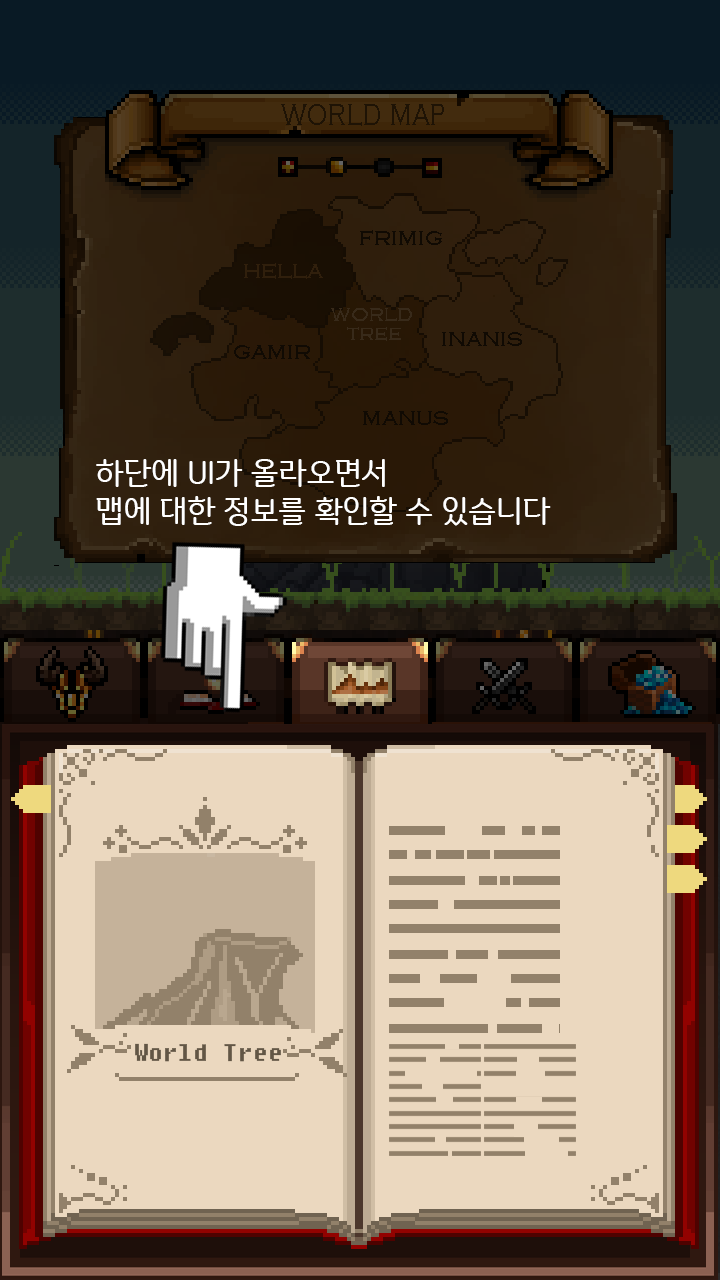 WORLD MAP
FRIMIG
HELLA
WORLD
TREE
INANIS
GAMIR
MANUS
하단에 UI가 올라오면서
맵에 대한 정보를 확인할 수 있습니다
World Tree